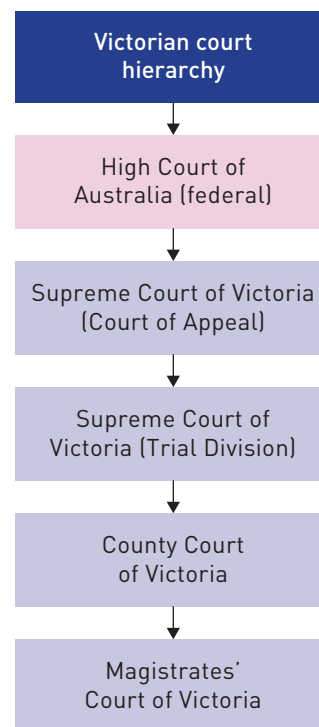 Victorian court
hierarchy
High Court of
Australia (federal)
Supreme Court of Victoria
(Court of Appeal)
Supreme Court of
Victoria (Trial Division)
County Court
of Victoria
Magistrates’
Court of Victoria